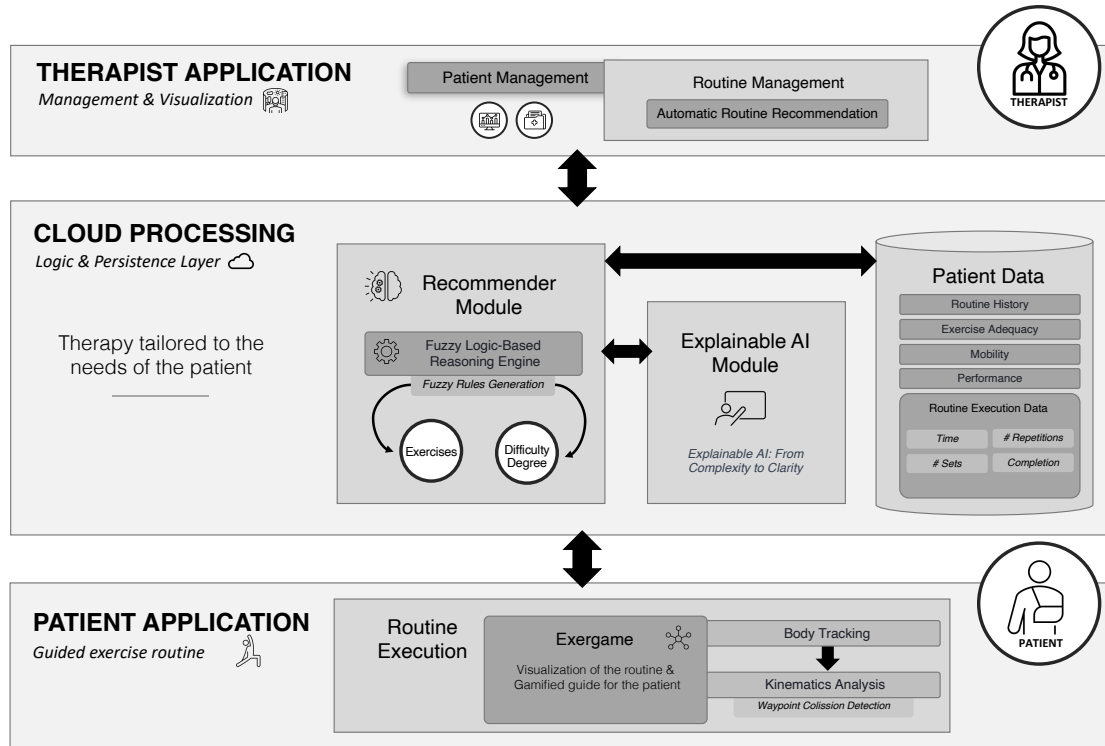 THERAPIST APPLICATION
Management & Visualization
Patient Management
Routine Management
Automatic Routine Recommendation
THERAPIST
CLOUD PROCESSING
Logic & Persistence Layer
Therapy tailored to the
needs of the patient
Recommender
Module
Fuzzy Logic-Based
Reasoning Engine
Fuzzy Rules Generation
Exercises
Difficulty
Degree
Explainable AI
Module
Explainable AI: From
Complexity to Clarity
Patient Data
Routine History
Exercise Adequacy
Mobility
Performance
Routine Execution Data
Time
# Repetitions
# Sets
Completion
PATIENT APPLICATION
Guided exercise routine
Routine
Execution
Exergame
Visualization of the routine &
Gamified guide for the patient
Body Tracking
Kinematics Analysis
Waypoint Colission Detection
PATIENT